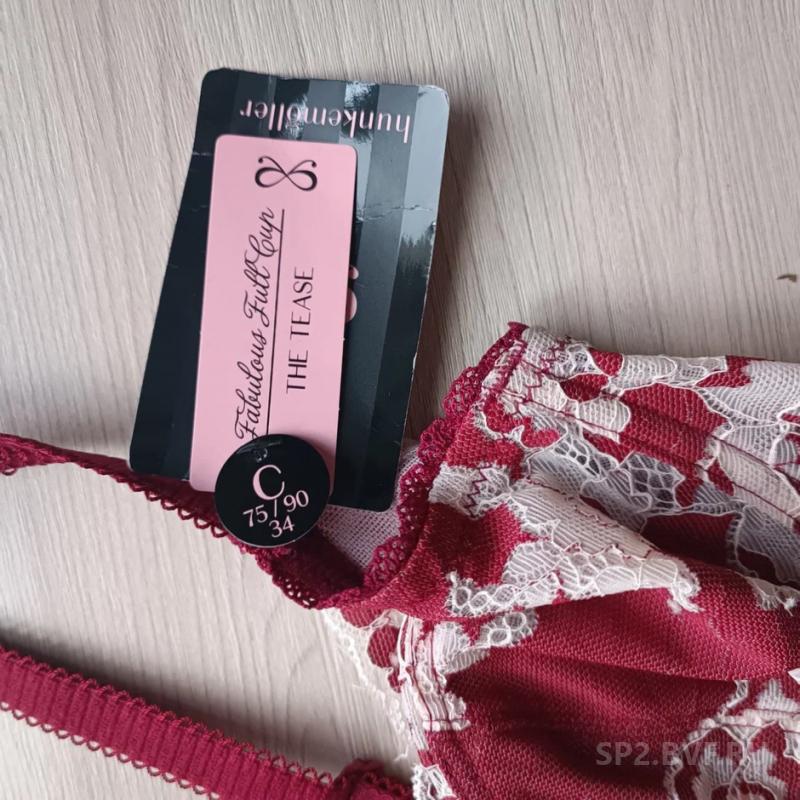 hunkemöller
Fabulous Full Cup
THE TEASE
C
75/90
34
SP2.BVF.RU